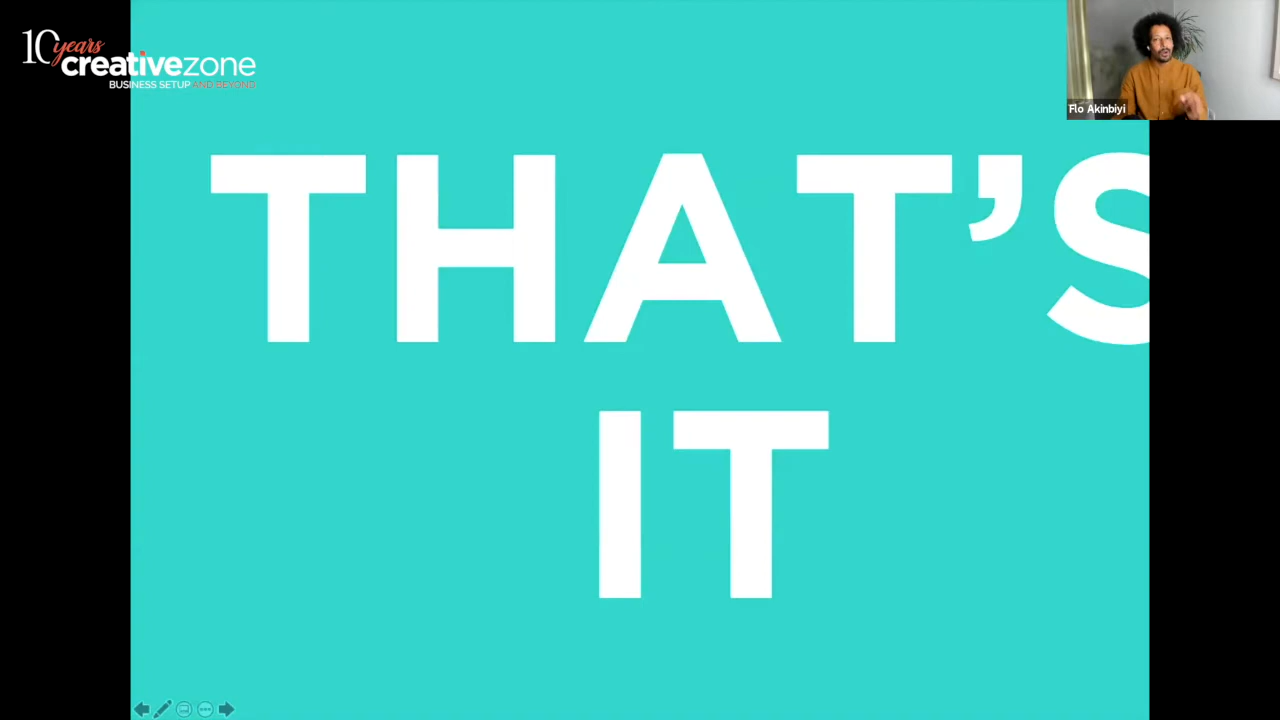 10 years
creativezone
BUSINESS SETUP AND BEYOND
Flo Akinbiyi
THAT'S
IT